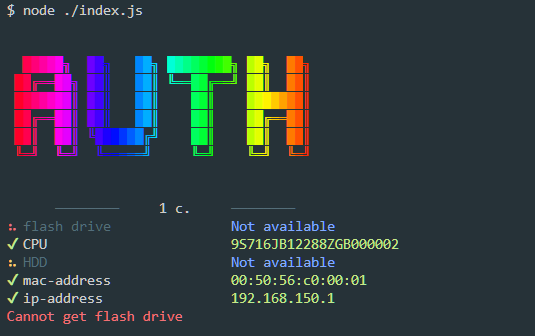 $ node ./index.js
AUTH
1 c.
flash drive Not available
✓ CPU 9S716JB12288ZGB000002
HDD Not available
✓ mac-address 00:50:56:c0:00:01
✓ ip-address 192.168.150.1
Cannot get flash drive